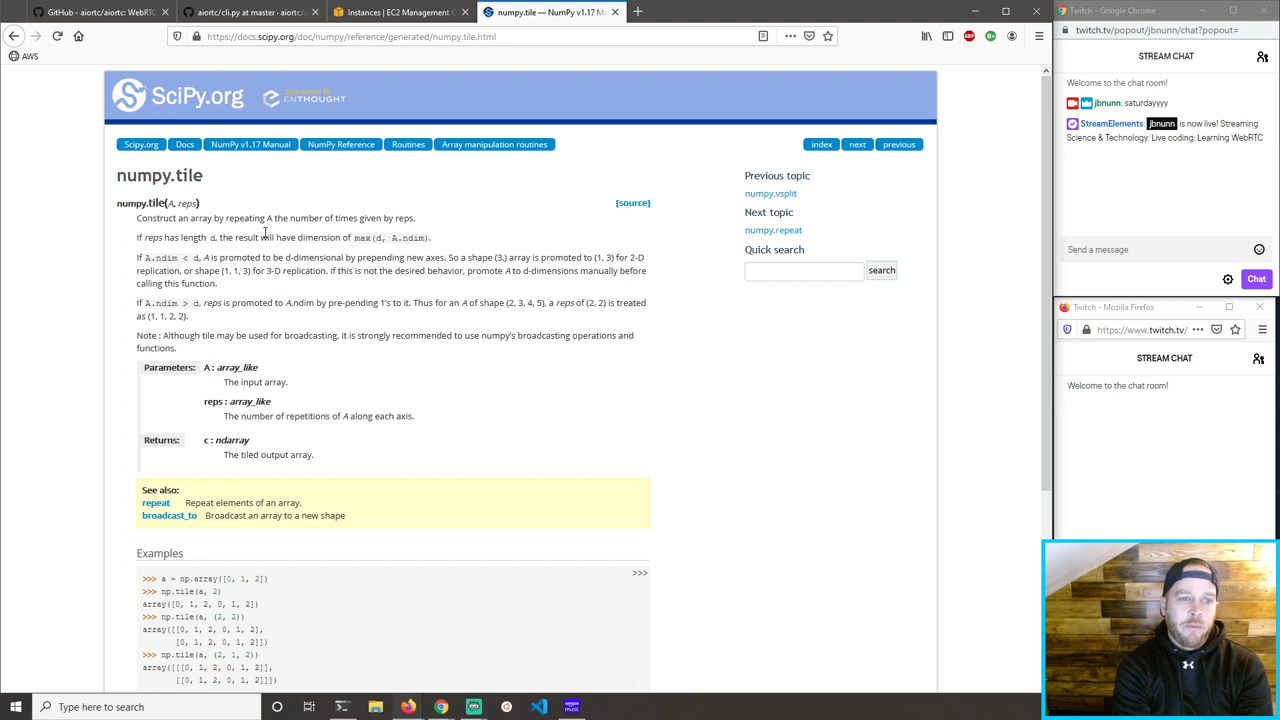 GitHub - aiortc/aiortc: WebRTC
aiortc/cli.py at master · aiortc/a
Instances | EC2 Management C
numpy.tile — NumPy v1.17 M
https://docs.scipy.org/doc/numpy/reference/generated/numpy.tile.html
AWS
SciPy.org
Sponsored By
ENTHOUGHT
Scipy.org
Docs
NumPy v1.17 Manual
NumPy Reference
Routines
Array manipulation routines
index
next
previous
numpy.tile
numpy.tile(A, reps)
[source]
Construct an array by repeating A the number of times given by reps.
If reps has length d, the result will have dimension of max(d, A.ndim).
If A.ndim < d, A is promoted to be d-dimensional by prepending new axes. So a shape (3,) array is promoted to (1, 3) for 2-D
replication, or shape (1, 1, 3) for 3-D replication. If this is not the desired behavior, promote A to d-dimensions manually before
calling this function.
If A.ndim > d, reps is promoted to A.ndim by pre-pending 1's to it. Thus for an A of shape (2, 3, 4, 5), a reps of (2, 2) is treated
as (1, 1, 2, 2).
Note : Although tile may be used for broadcasting, it is strongly recommended to use numpy's broadcasting operations and
functions.
Parameters:
A : array_like
The input array.
reps : array_like
The number of repetitions of A along each axis.
Returns:
c : ndarray
The tiled output array.
See also:
repeat Repeat elements of an array.
broadcast_to Broadcast an array to a new shape
Examples
>>>
>>> a = np.array([0, 1, 2])
>>> np.tile(a, 2)
array([0, 1, 2, 0, 1, 2])
>>> np.tile(a, (2, 2))
array([[0, 1, 2, 0, 1, 2],
[0, 1, 2, 0, 1, 2]])
>>> np.tile(a, (2, 1, 2))
array([[[0, 1, 2, 0, 1, 2]],
[[0, 1, 2, 0, 1, 2]]])
Previous topic
numpy.vsplit
Next topic
numpy.repeat
Quick search
search
Twitch - Google Chrome
twitch.tv/popout/jbnunn/chat?popout=
STREAM CHAT
Welcome to the chat room!
jbnunn: saturdayyyy
StreamElements: jbnunn is now live! Streaming
Science & Technology: Live coding: Learning WebRTC
Send a message
Chat
Twitch - Mozilla Firefox
https://www.twitch.tv/
STREAM CHAT
Welcome to the chat room!
Type here to search
amazon
music